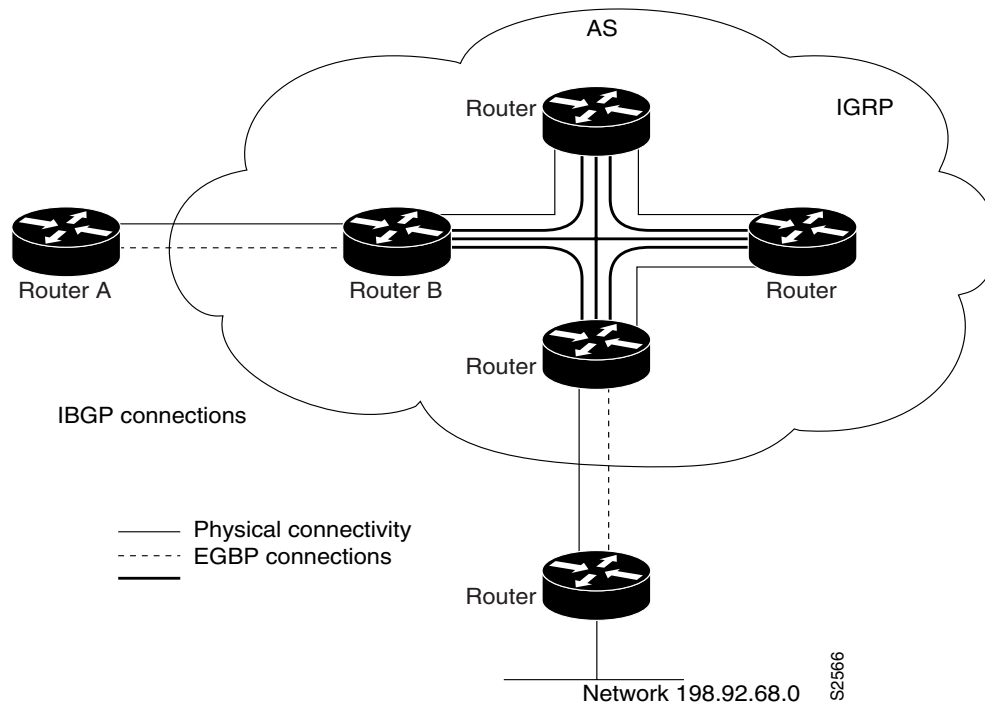 AS
Router
IGRP
Router A
Router B
Router
Router
IBGP connections
Physical connectivity
EGBP connections
Router
Network 198.92.68.0
S2566